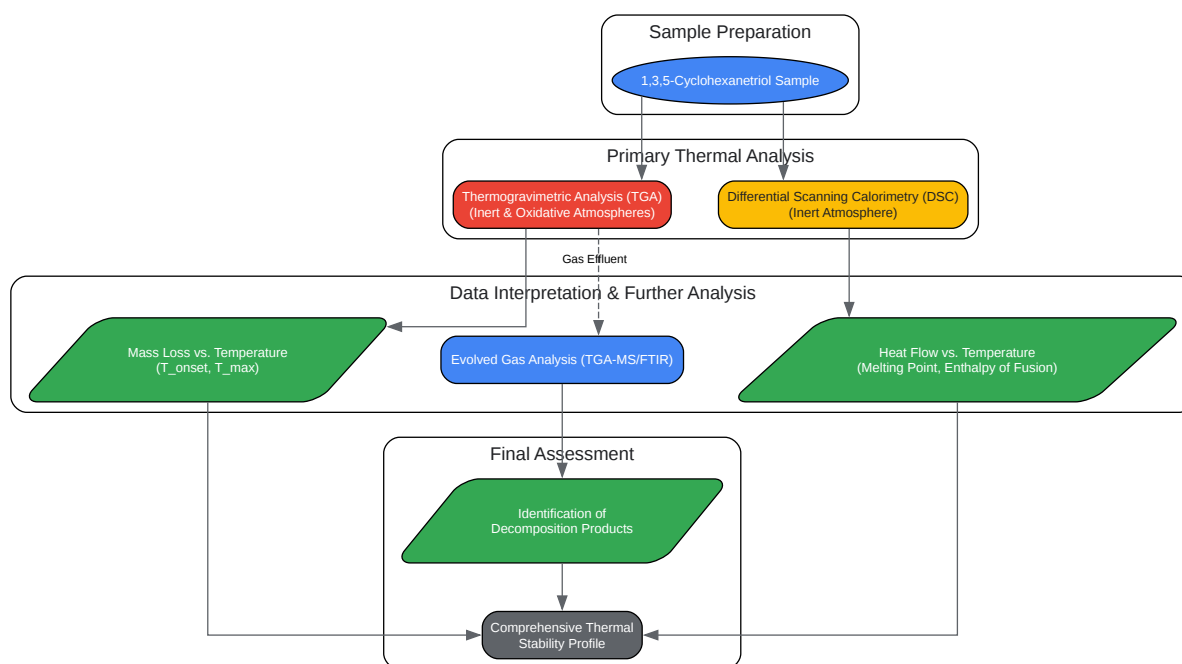 Sample Preparation
1,3,5-Cyclohexanetriol Sample
Primary Thermal Analysis
Thermogravimetric Analysis (TGA)
(Inert & Oxidative Atmospheres)
Differential Scanning Calorimetry (DSC)
(Inert Atmosphere)
Gas Effluent
Data Interpretation & Further Analysis
Mass Loss vs. Temperature
(T_onset, T_max)
Evolved Gas Analysis (TGA-MS/FTIR)
Heat Flow vs. Temperature
(Melting Point, Enthalpy of Fusion)
Final Assessment
Identification of
Decomposition Products
Comprehensive Thermal
Stability Profile